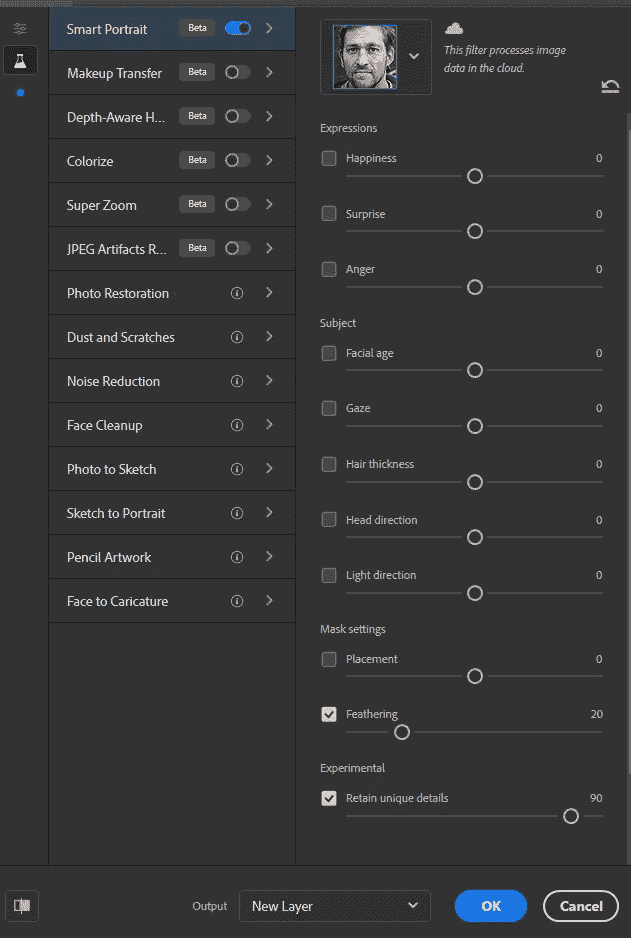 Smart Portrait Beta
Makeup Transfer Beta
Depth-Aware H... Beta
Colorize Beta
Super Zoom Beta
JPEG Artifacts R... Beta
Photo Restoration
Dust and Scratches
Noise Reduction
Face Cleanup
Photo to Sketch
Sketch to Portrait
Pencil Artwork
Face to Caricature
This filter processes image
data in the cloud.
Expressions
Happiness 0
Surprise 0
Anger 0
Subject
Facial age 0
Gaze 0
Hair thickness 0
Head direction 0
Light direction 0
Mask settings
Placement 0
Feathering 20
Experimental
Retain unique details 90
Output New Layer OK Cancel